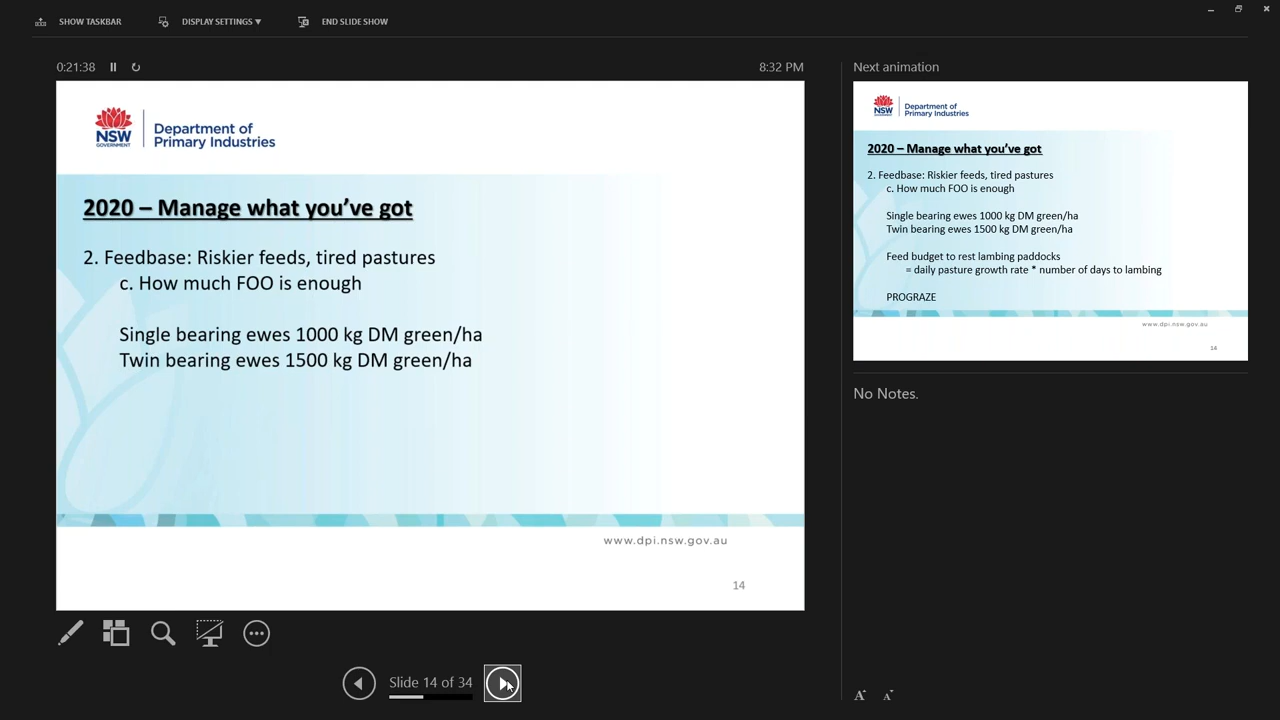 SHOW TASKBAR
DISPLAY SETTINGS ▼
END SLIDE SHOW
0:21:38
8:32 PM
NSW
GOVERNMENT
Department of
Primary Industries
2020 – Manage what you've got
2. Feedbase: Riskier feeds, tired pastures
c. How much FOO is enough
Single bearing ewes 1000 kg DM green/ha
Twin bearing ewes 1500 kg DM green/ha
www.dpi.nsw.gov.au
14
Slide 14 of 34
Next animation
NSW
Department of
Primary Industries
2020 – Manage what you've got
2. Feedbase: Riskier feeds, tired pastures
c. How much FOO is enough
Single bearing ewes 1000 kg DM green/ha
Twin bearing ewes 1500 kg DM green/ha
Feed budget to rest lambing paddocks
= daily pasture growth rate * number of days to lambing
PROGRAZE
www.dpi.nsw.gov.au
14
No Notes.
A A